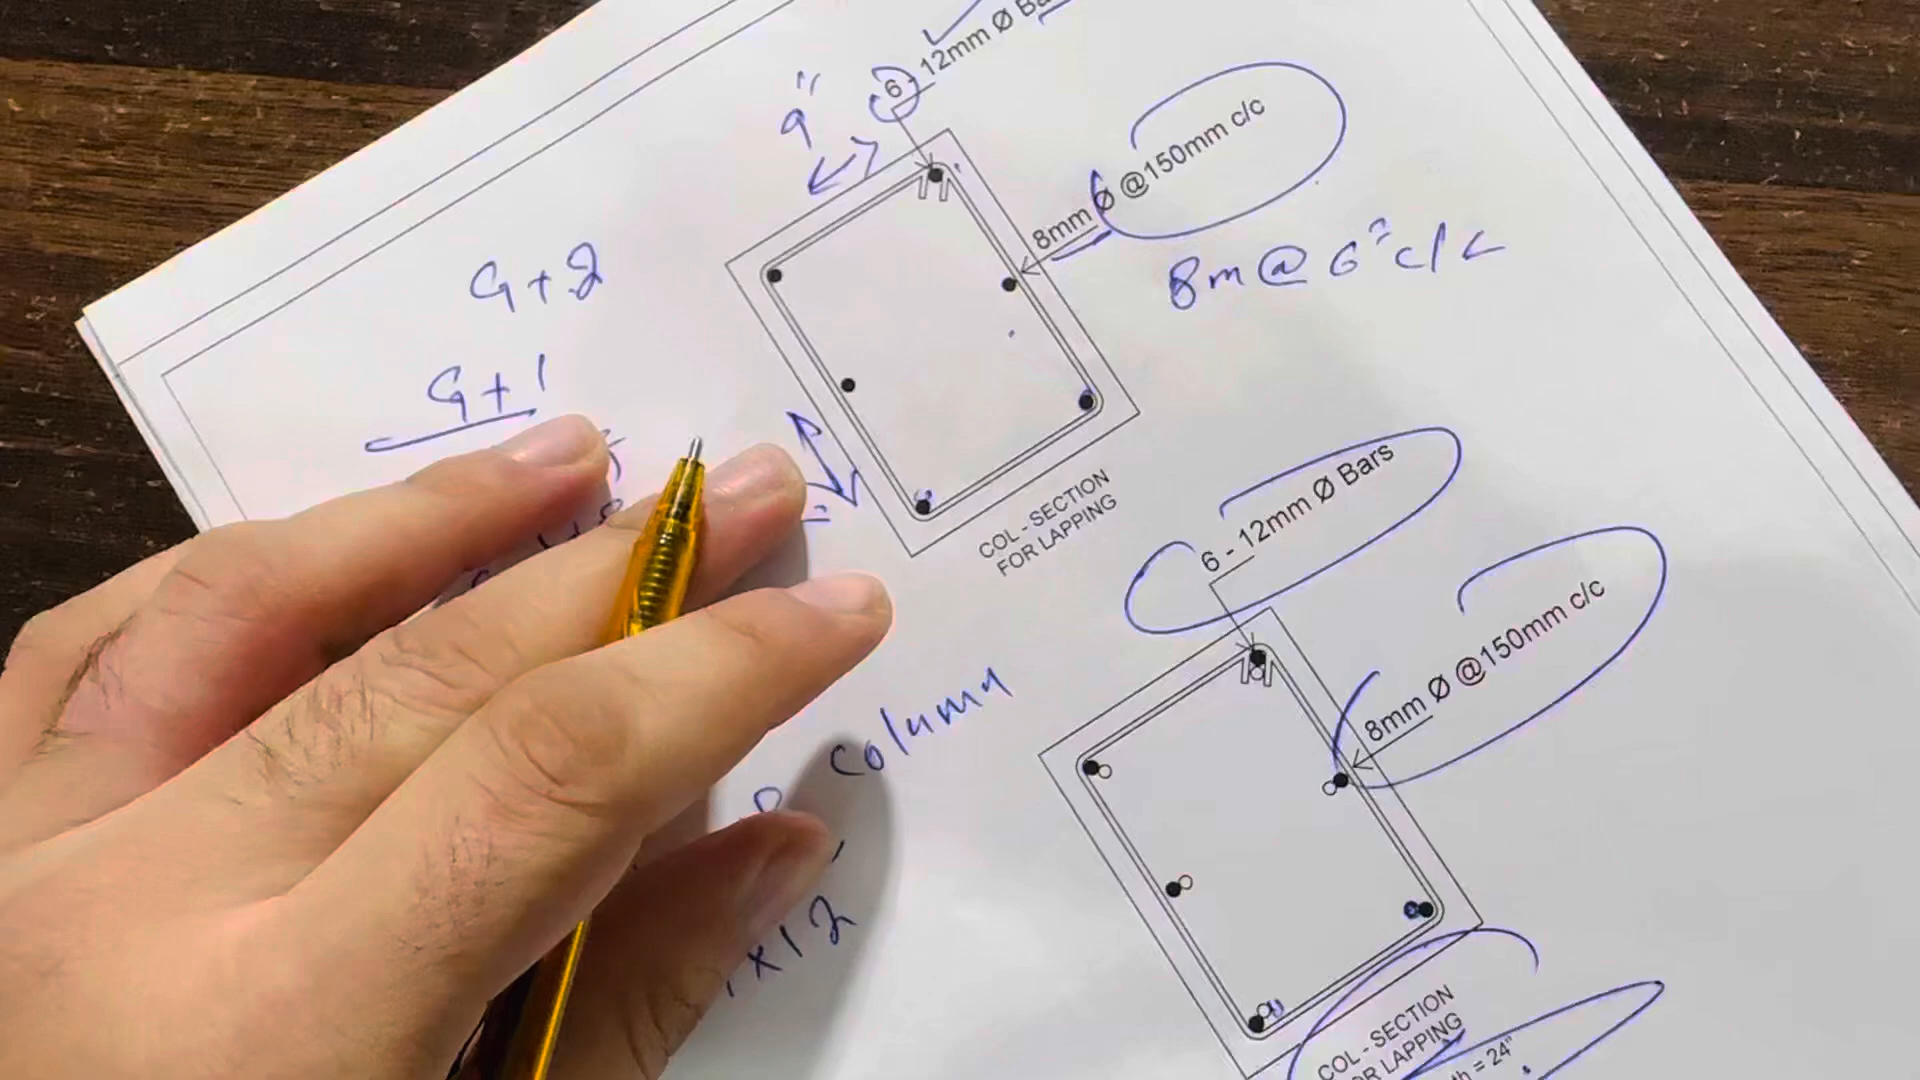 6 - 12mm Ø
9"
8mm Ø @150mm c/c
8m@6"c/c
G+2
G+1
COL - SECTION
FOR LAPPING
6 - 12mm Ø Bars
8mm Ø @150mm c/c
column
x12
COL - SECTION
LAPPING
= 24"